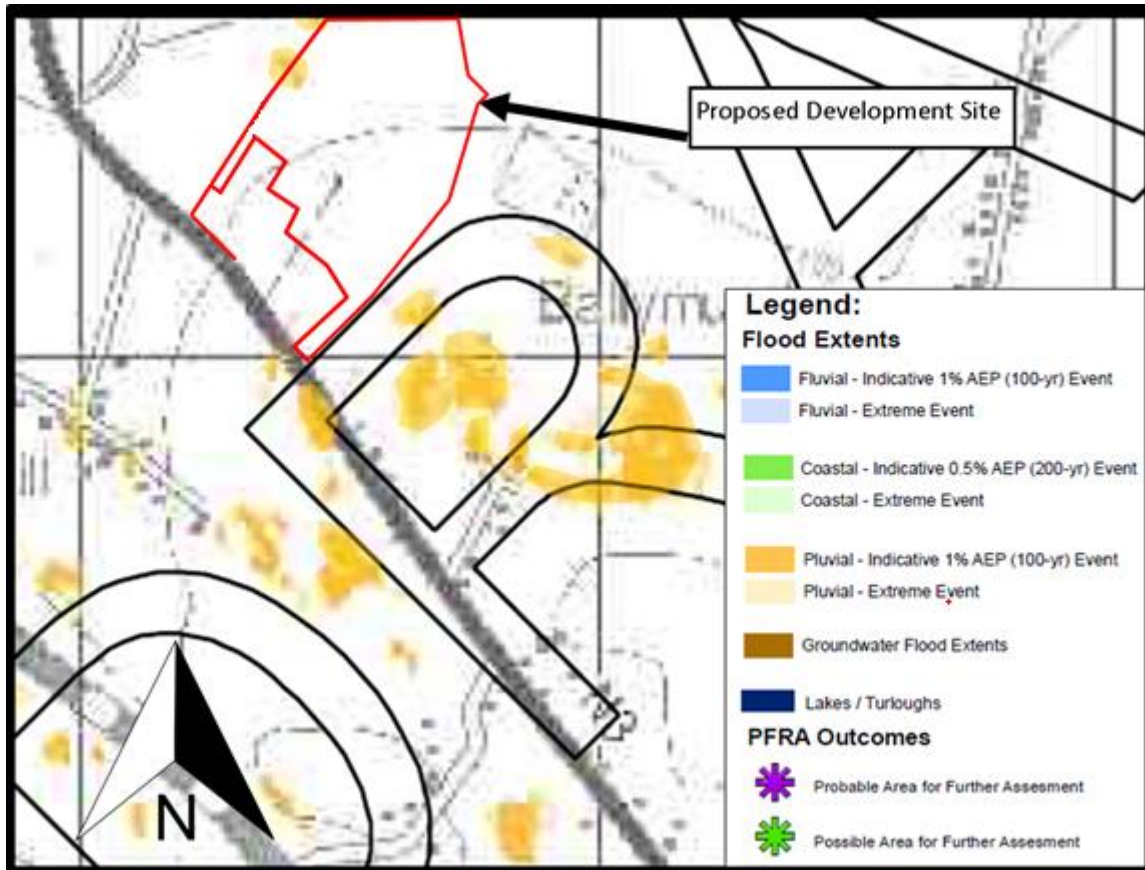 Proposed Development Site
Legend:
Flood Extents
Fluvial - Indicative 1% AEP (100-yr) Event
Fluvial - Extreme Event
Coastal - Indicative 0.5% AEP (200-yr) Event
Coastal - Extreme Event
Pluvial - Indicative 1% AEP (100-yr) Event
Pluvial - Extreme Event
Groundwater Flood Extents
Lakes / Turloughs
PFRA Outcomes
Probable Area for Further Assesment
Possible Area for Further Assesment
N